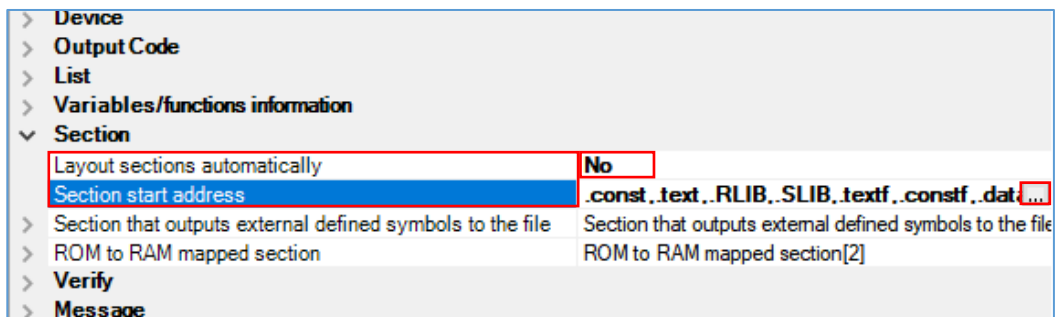 Device
Output Code
List
Variables/functions information
Section
Layout sections automatically No
Section start address .const,.text,.RLIB,.SLIB,.textf,.constf,.data ...
Section that outputs external defined symbols to the file Section that outputs external defined symbols to the file
ROM to RAM mapped section ROM to RAM mapped section[2]
Verify
Message